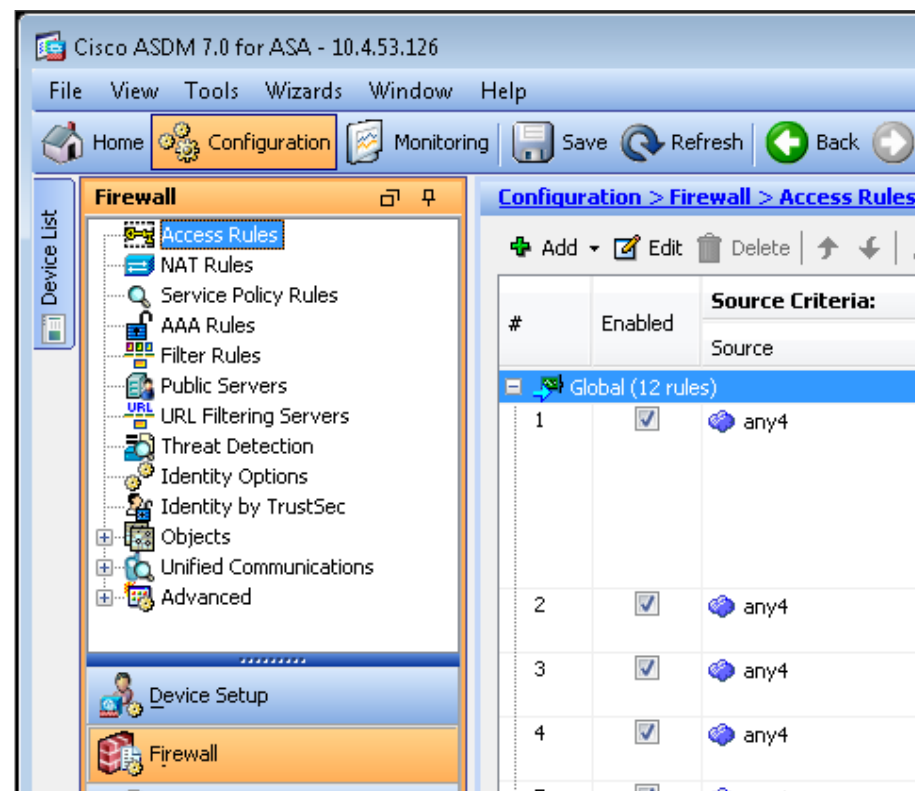 Cisco ASDM 7.0 for ASA - 10.4.53.126
File View Tools Wizards Window Help
Home Configuration Monitoring Save Refresh Back
Device List
Firewall
Access Rules
NAT Rules
Service Policy Rules
AAA Rules
Filter Rules
Public Servers
URL
URL Filtering Servers
Threat Detection
Identity Options
Identity by TrustSec
Objects
Unified Communications
Advanced
Device Setup
Firewall
Configuration > Firewall > Access Rules
Add Edit Delete
# Enabled Source Criteria:
Source
Global (12 rules)
1 any4
2 any4
3 any4
4 any4